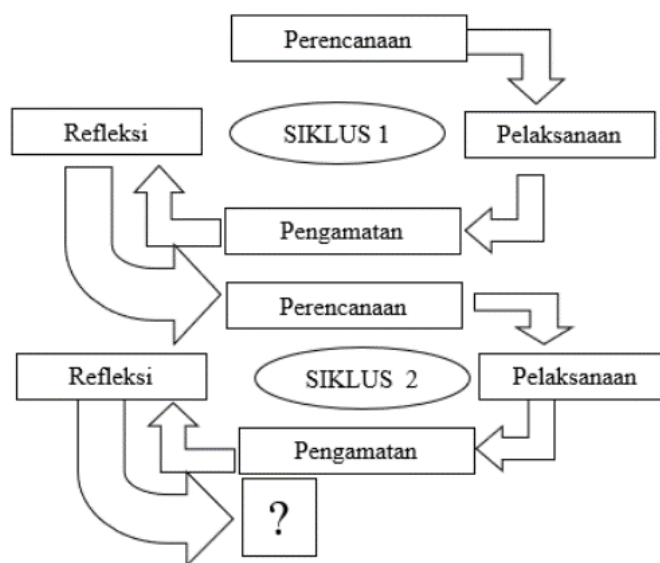 Perencanaan
Refleksi
SIKLUS 1
Pelaksanaan
Pengamatan
Perencanaan
Refleksi
SIKLUS 2
Pelaksanaan
Pengamatan
?